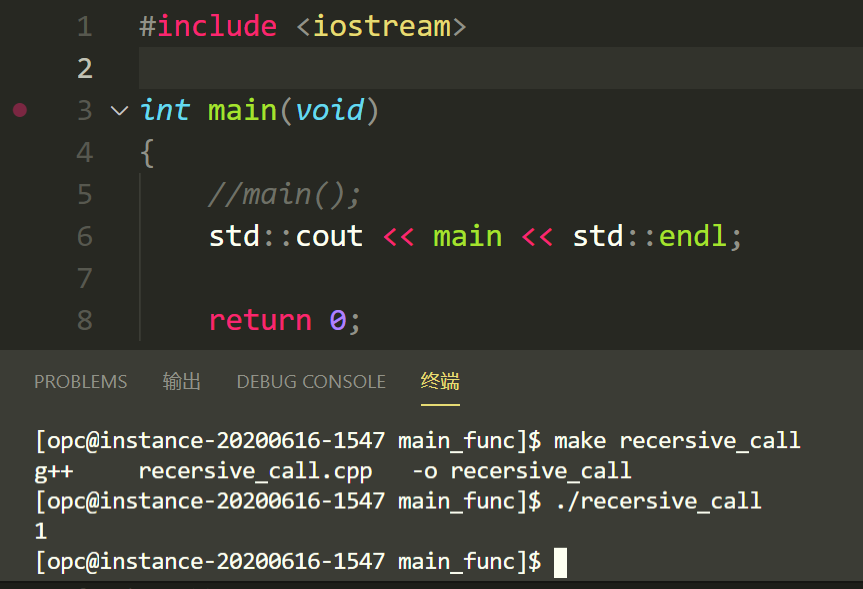 1 #include <iostream>
2
3 int main(void)
4 {
5 //main();
6 std::cout << main << std::endl;
7
8 return 0;
PROBLEMS 输出 DEBUG CONSOLE 终端
[opc@instance-20200616-1547 main_func]$ make recersive_call
g++ recersive_call.cpp -o recersive_call
[opc@instance-20200616-1547 main_func]$ ./recersive_call
1
[opc@instance-20200616-1547 main_func]$